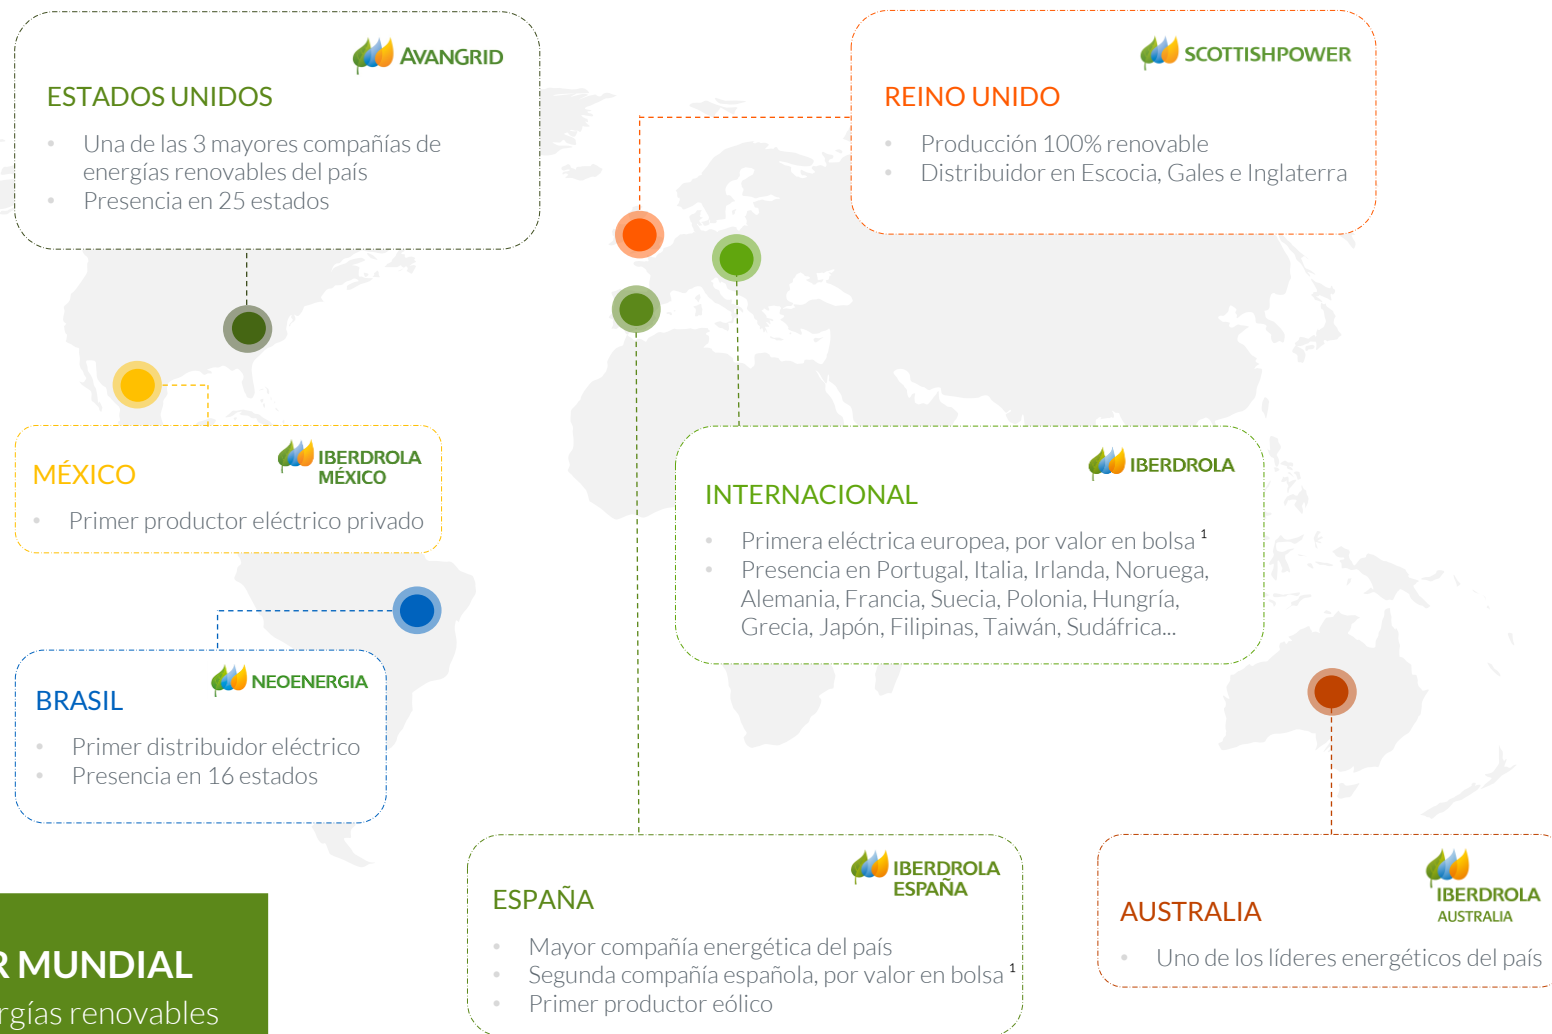 AVANGRID
ESTADOS UNIDOS
• Una de las 3 mayores compañías de
energías renovables del país
• Presencia en 25 estados
SCOTTISHPOWER
REINO UNIDO
• Producción 100% renovable
• Distribuidor en Escocia, Gales e Inglaterra
IBERDROLA
MÉXICO
MÉXICO
• Primer productor eléctrico privado
IBERDROLA
INTERNACIONAL
• Primera eléctrica europea, por valor en bolsa ¹
• Presencia en Portugal, Italia, Irlanda, Noruega,
Alemania, Francia, Suecia, Polonia, Hungría,
Grecia, Japón, Filipinas, Taiwán, Sudáfrica...
NEOENERGIA
BRASIL
• Primer distribuidor eléctrico
• Presencia en 16 estados
IBERDROLA
ESPAÑA
ESPAÑA
• Mayor compañía energética del país
• Segunda compañía española, por valor en bolsa ¹
• Primer productor eólico
IBERDROLA
AUSTRALIA
AUSTRALIA
• Uno de los líderes energéticos del país
R MUNDIAL
rgías renovables